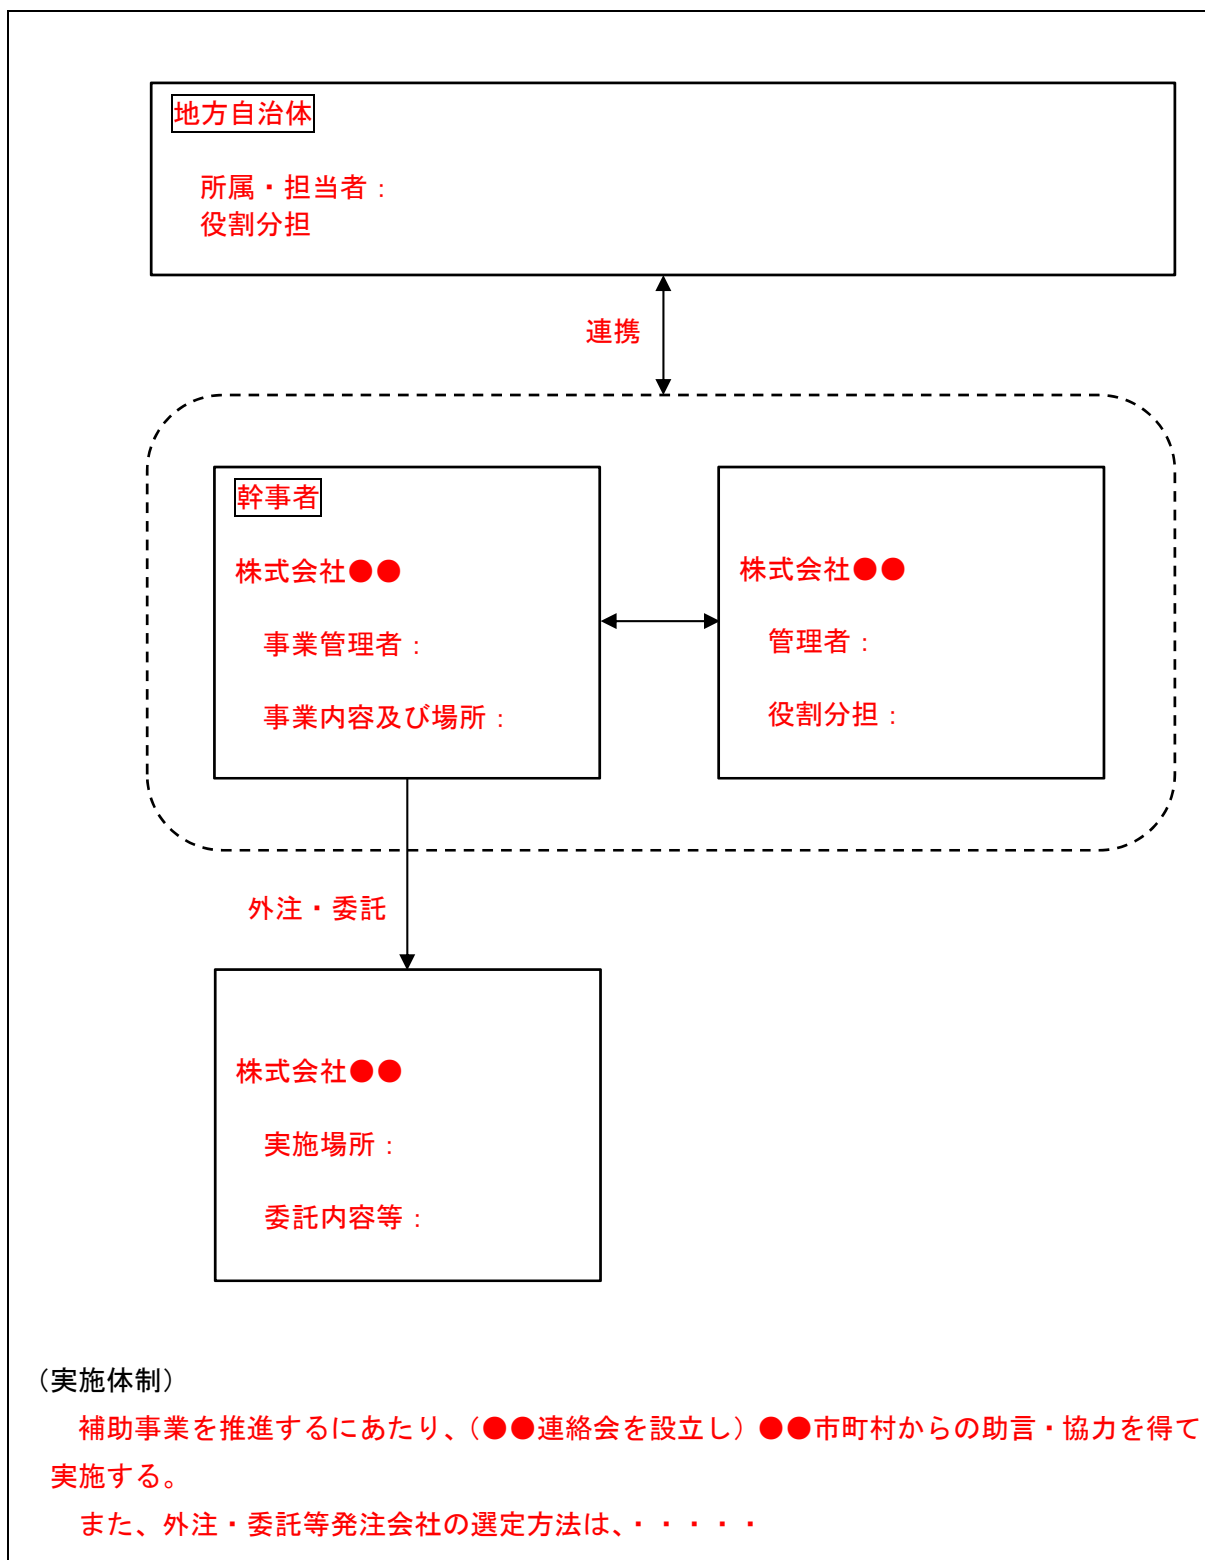 地方自治体
所属・担当者：
役割分担
連携
幹事者
株式会社●●
事業管理者：
事業内容及び場所：
株式会社●●
管理者：
役割分担：
外注・委託
株式会社●●
実施場所：
委託内容等：
（実施体制）
補助事業を推進するにあたり、（●●連絡会を設立し）●●市町村からの助言・協力を得て
実施する。
また、外注・委託等発注会社の選定方法は、・・・・・